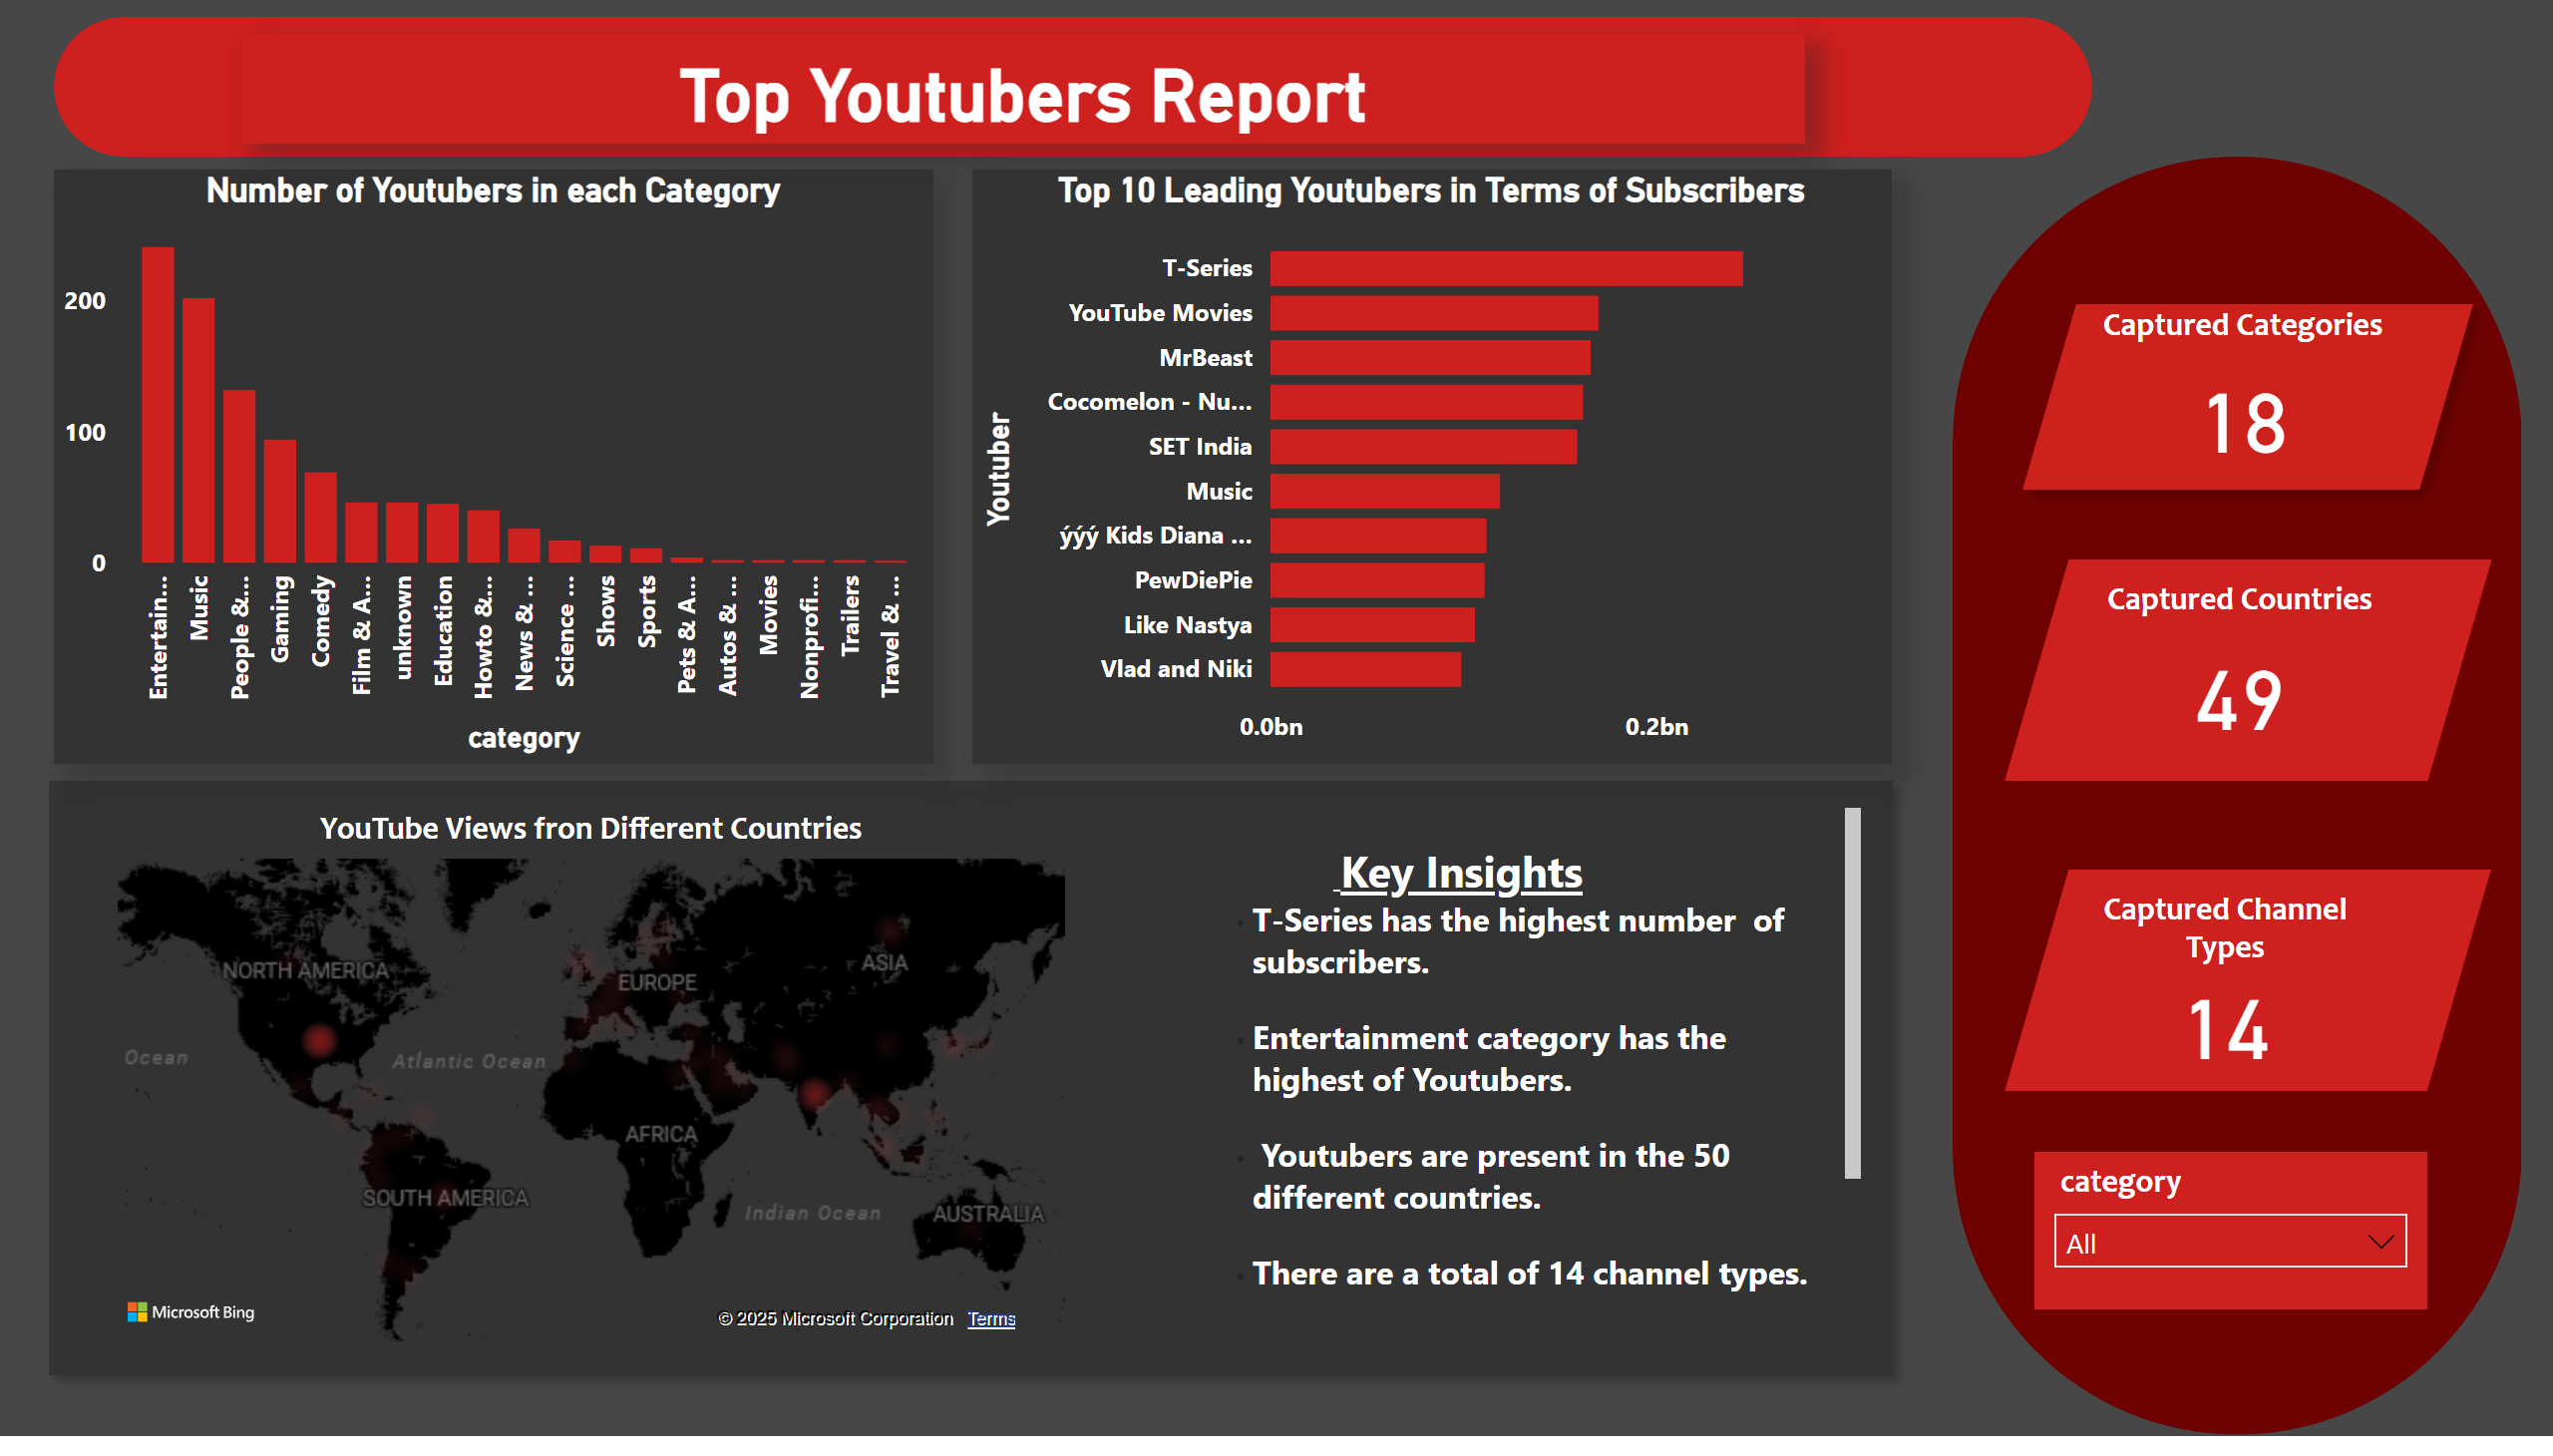 Top Youtubers Report
Number of Youtubers in each Category
200
100
0
Entertain...
Music
People &...
Gaming
Comedy
Film & A...
unknown
Education
Howto &...
News & ...
Science ...
Shows
Sports
Pets & A...
Autos & ...
Movies
Nonprofi...
Trailers
Travel & ...
category
Top 10 Leading Youtubers in Terms of Subscribers
Youtuber
T-Series
YouTube Movies
MrBeast
Cocomelon - Nu...
SET India
Music
ýýý Kids Diana ...
PewDiePie
Like Nastya
Vlad and Niki
0.0bn
0.2bn
YouTube Views fron Different Countries
NORTH AMERICA
EUROPE
ASIA
Ocean
Atlantic Ocean
AFRICA
SOUTH AMERICA
Indian Ocean
AUSTRALIA
Microsoft Bing
© 2025 Microsoft Corporation Terms
Key Insights
T-Series has the highest number of
subscribers.
Entertainment category has the
highest of Youtubers.
Youtubers are present in the 50
different countries.
There are a total of 14 channel types.
Captured Categories
18
Captured Countries
49
Captured Channel
Types
14
category
All